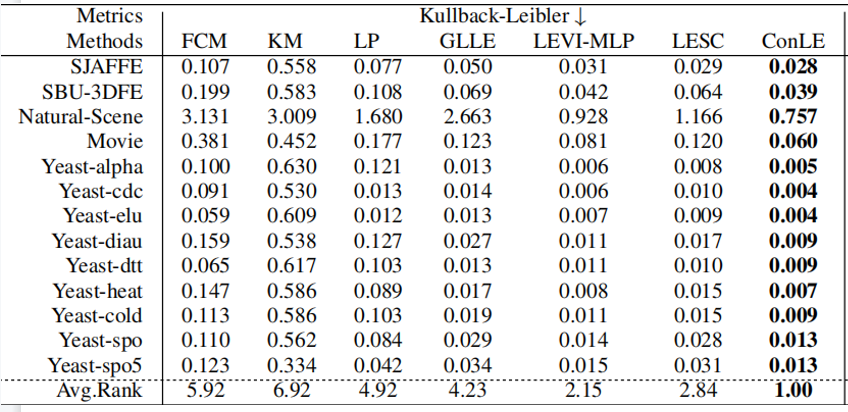 Metrics Kullback-Leibler ↓
Methods FCM KM LP GLLE LEVI-MLP LESC ConLE
SJAFFE 0.107 0.558 0.077 0.050 0.031 0.029 0.028
SBU-3DFE 0.199 0.583 0.108 0.069 0.042 0.064 0.039
Natural-Scene 3.131 3.009 1.680 2.663 0.928 1.166 0.757
Movie 0.381 0.452 0.177 0.123 0.081 0.120 0.060
Yeast-alpha 0.100 0.630 0.121 0.013 0.006 0.008 0.005
Yeast-cdc 0.091 0.530 0.013 0.014 0.006 0.010 0.004
Yeast-elu 0.059 0.609 0.012 0.013 0.007 0.009 0.004
Yeast-diau 0.159 0.538 0.127 0.027 0.011 0.017 0.009
Yeast-dtt 0.065 0.617 0.103 0.013 0.011 0.010 0.009
Yeast-heat 0.147 0.586 0.089 0.017 0.008 0.015 0.007
Yeast-cold 0.113 0.586 0.103 0.019 0.011 0.015 0.009
Yeast-spo 0.110 0.562 0.084 0.029 0.014 0.028 0.013
Yeast-spo5 0.123 0.334 0.042 0.034 0.015 0.031 0.013
Avg.Rank 5.92 6.92 4.92 4.23 2.15 2.84 1.00